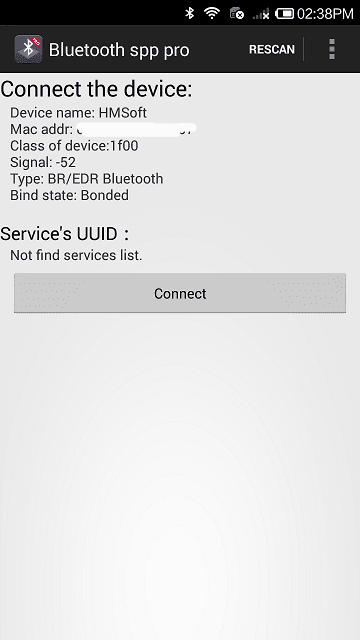 02:38PM
Bluetooth spp pro
RESCAN
Connect the device:
Device name: HMSoft
Mac addr:
Class of device:1f00
Signal: -52
Type: BR/EDR Bluetooth
Bind state: Bonded
Service's UUID :
Not find services list.
Connect